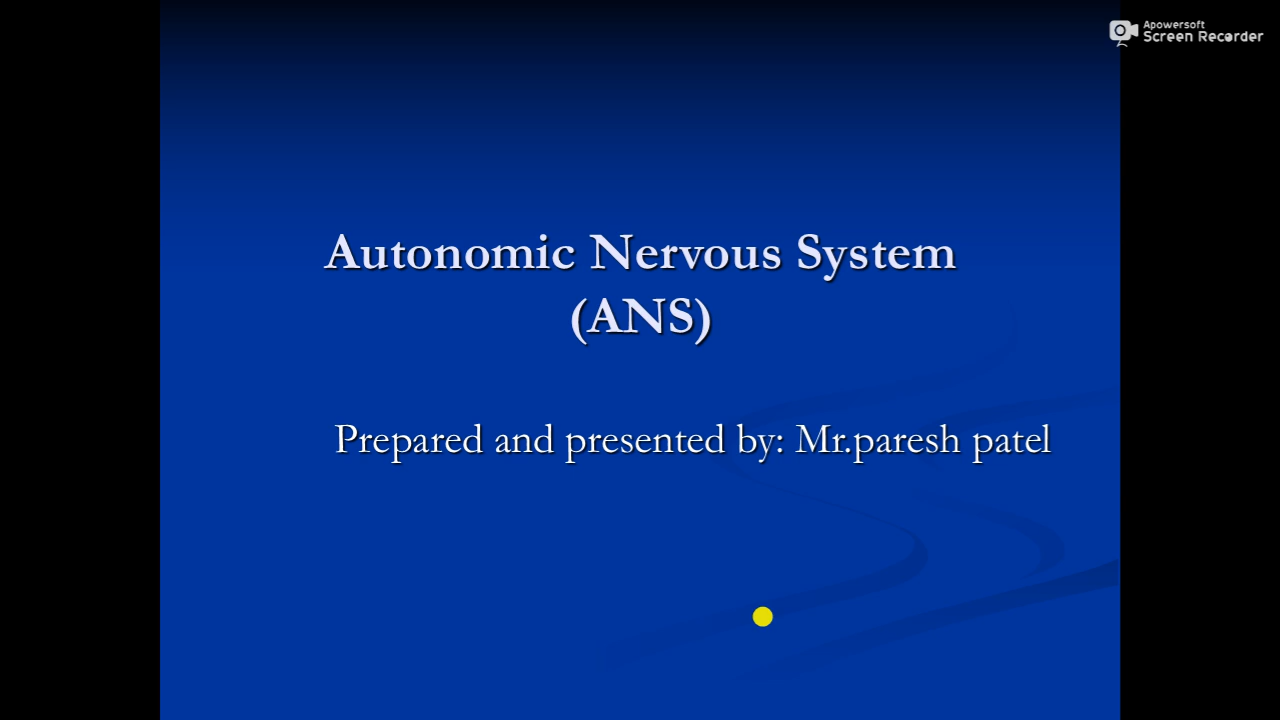 Apowersoft
Screen Recorder
Autonomic Nervous System
(ANS)
Prepared and presented by: Mr.paresh patel